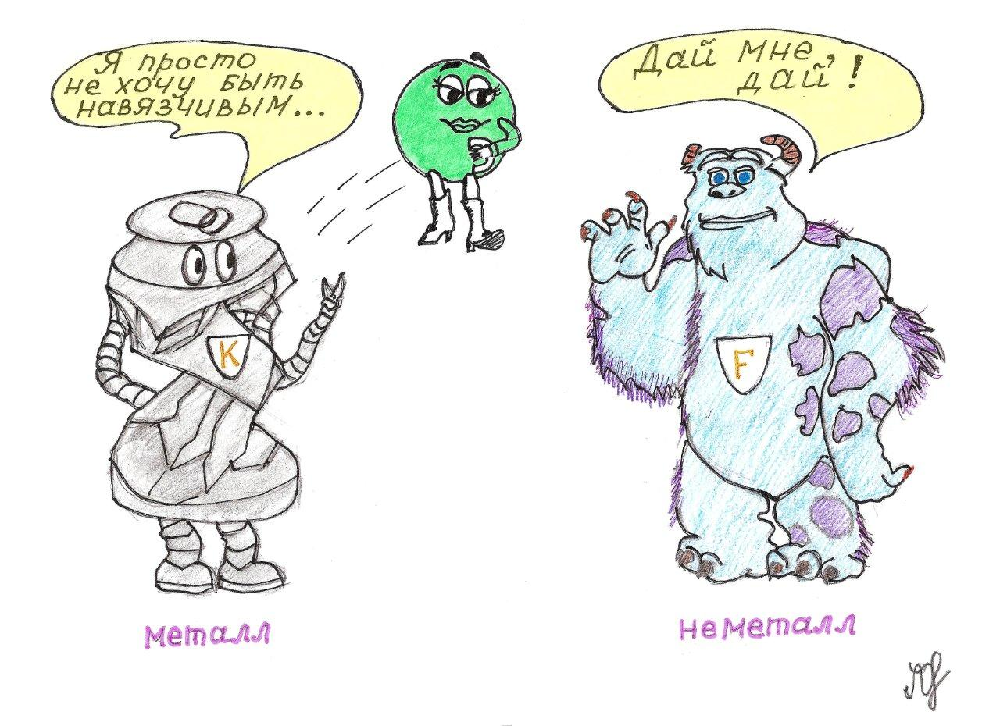 Я просто
не хочу быть
навязчивым...
Дай мне,
дай!
K
F
металл
неметалл